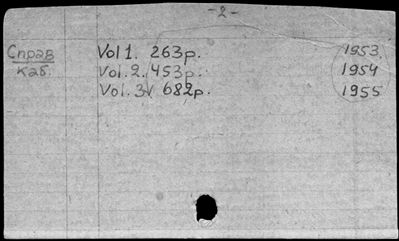 -2-
Справ Vol 1. 263p. 1953.
каб. Vol. 2. 453p. 1954
Vol. 3. 682p. 1955